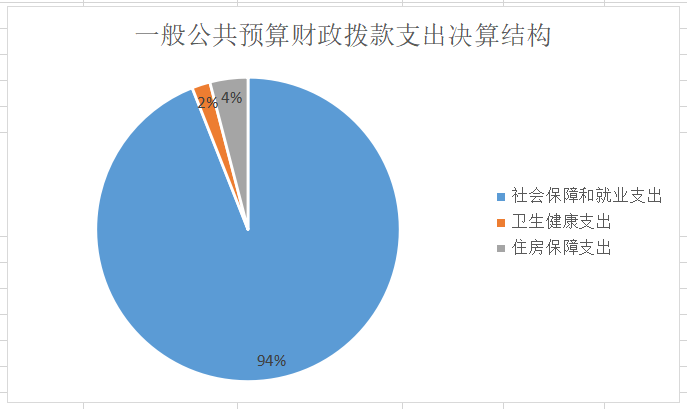 一般公共预算财政拨款支出决算结构
2%
4%
94%
社会保障和就业支出
卫生健康支出
住房保障支出